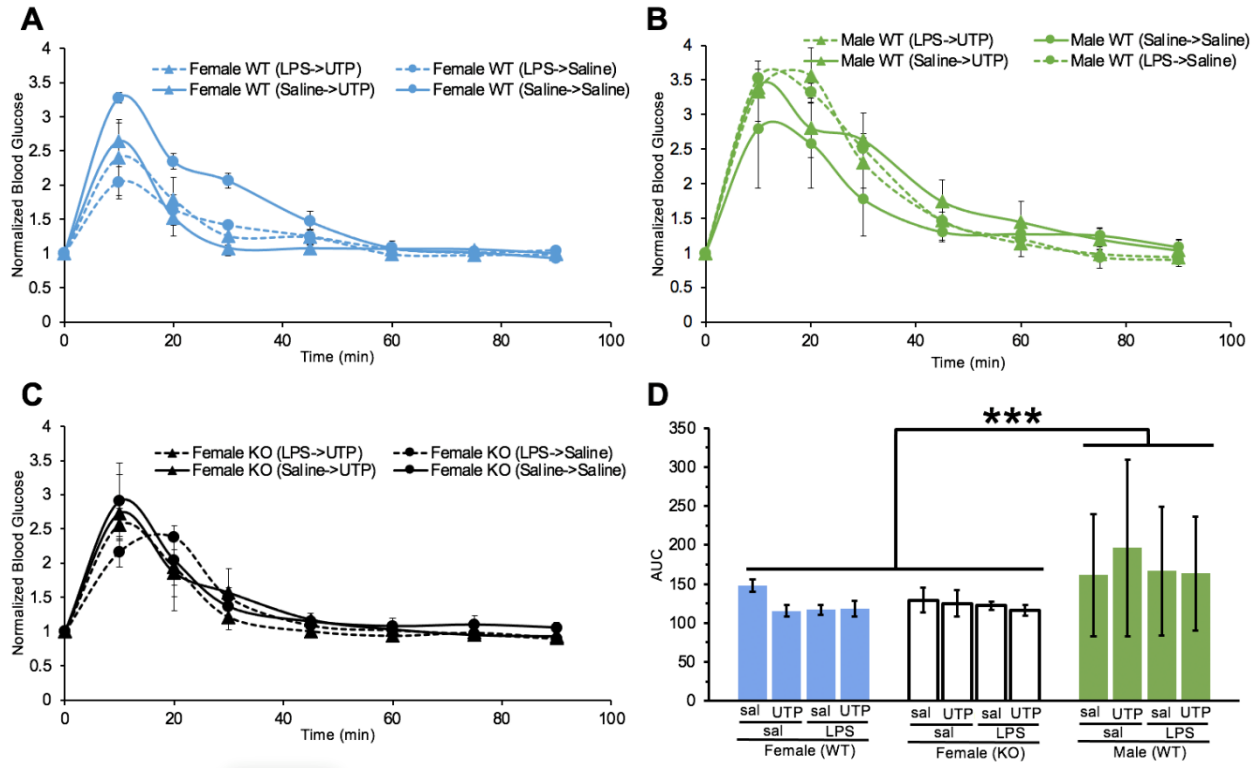 A
Female WT (LPS->UTP)
Female WT (LPS->Saline)
Female WT (Saline->UTP)
Female WT (Saline->Saline)
Normalized Blood Glucose
4
3.5
3
2.5
2
1.5
1
0.5
0
0 20 40 60 80 100
Time (min)
B
Male WT (LPS->UTP)
Male WT (Saline->Saline)
Male WT (Saline->UTP)
Male WT (LPS->Saline)
Normalized Blood Glucose
4
3.5
3
2.5
2
1.5
1
0.5
0
0 20 40 60 80 100
Time (min)
C
Female KO (LPS->UTP)
Female KO (LPS->Saline)
Female KO (Saline->UTP)
Female KO (Saline->Saline)
Normalized Blood Glucose
4
3.5
3
2.5
2
1.5
1
0.5
0
0 20 40 60 80 100
Time (min)
D
***
AUC
350
300
250
200
150
100
50
0
sal UTP sal UTP sal UTP sal UTP sal UTP sal UTP
sal LPS sal LPS sal LPS
Female (WT) Female (KO) Male (WT)